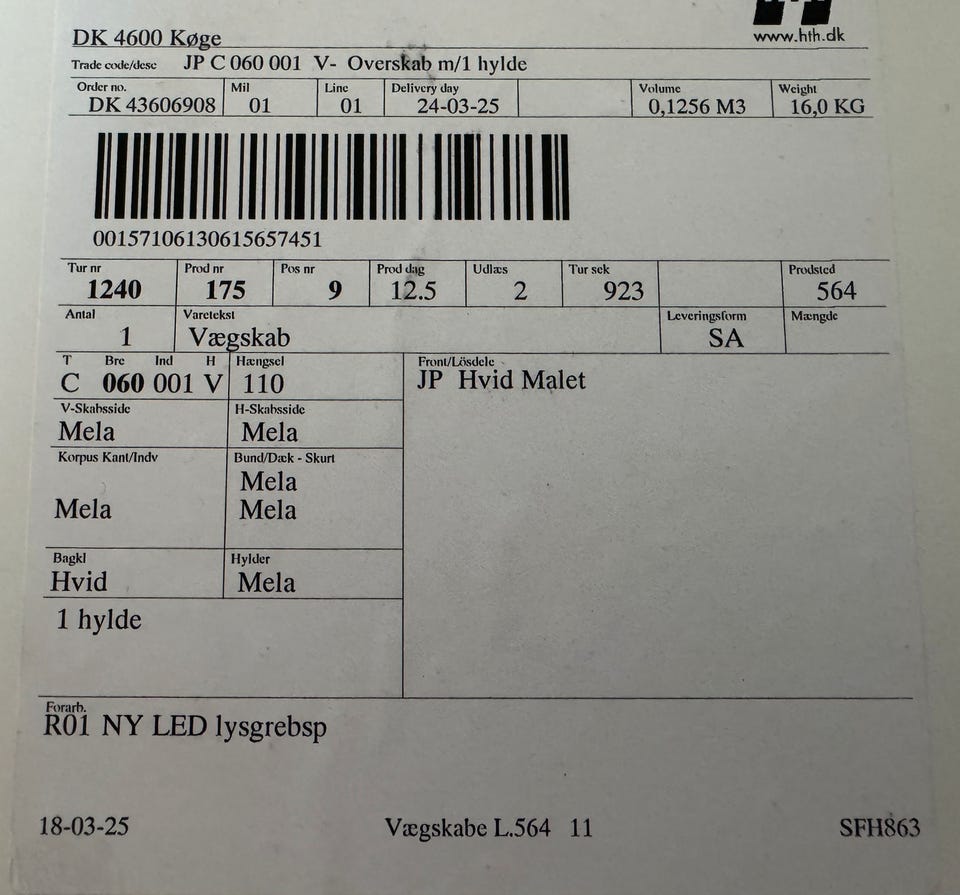 www.hth.dk
DK 4600 Køge
Trade code/desc JP C 060 001 V- Overskab m/1 hylde
Order no. Mil Line Delivery day Volume Weight
DK 43606908 01 01 24-03-25 0,1256 M3 16,0 KG
00157106130615657451
Tur nr Prod nr Pos nr Prod dag Udlæs Tur sek Prodsted
1240 175 9 12.5 2 923 564
Antal Varetekst Leveringsform Mængde
1 Vægskab SA
T Bre Ind H Hængsel Front/Lösdele
C 060 001 V 110 JP Hvid Malet
V-Skabsside H-Skabsside
Mela Mela
Korpus Kant/Indv Bund/Dæk - Skurt
Mela
Mela Mela
Bagkl Hylder
Hvid Mela
1 hylde
Forarb.
R01 NY LED lysgrebsp
18-03-25 Vægskabe L.564 11 SFH863